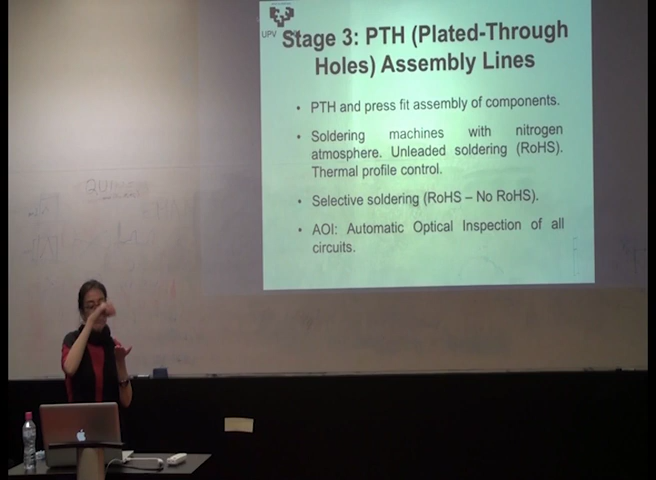 UPV
Stage 3: PTH (Plated-Through
Holes) Assembly Lines
• PTH and press fit assembly of components.
• Soldering machines with nitrogen
atmosphere. Unleaded soldering (RoHS).
Thermal profile control.
• Selective soldering (RoHS – No RoHS).
• AOI: Automatic Optical Inspection of all
circuits.